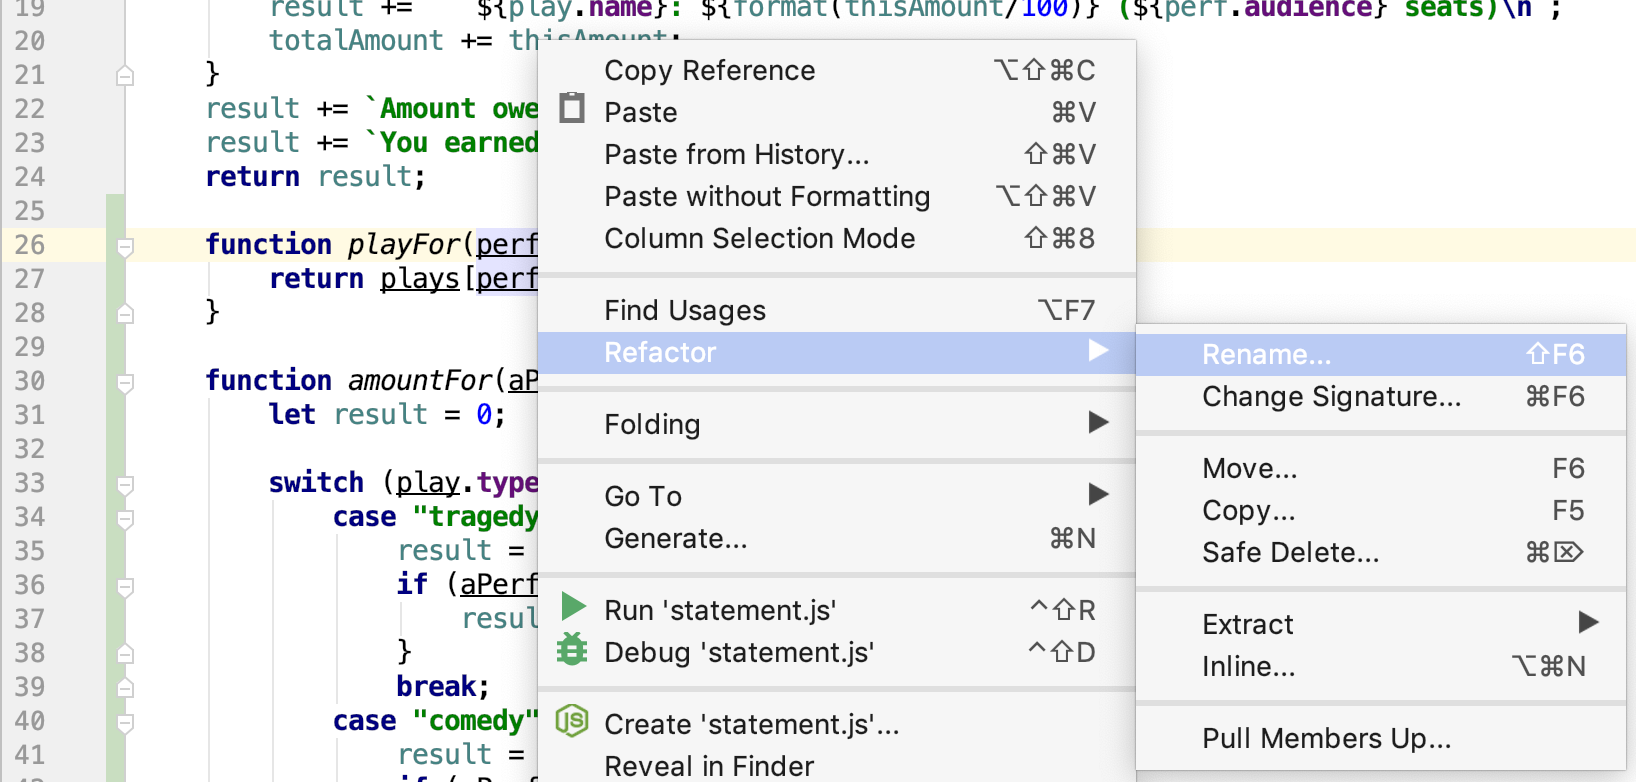 19 result += ${play.name}: ${format(thisAmount/100)} (${perf.audience} seats)\n ;
20 totalAmount += thisAmount;
21 }
22 result += `Amount owe
23 result += `You earned
24 return result;
25
26 function playFor(perf
27 return plays[perf
28 }
29
30 function amountFor(aP
31 let result = 0;
32
33 switch (play.type
34 case "tragedy
35 result =
36 if (aPerf
37 resul
38 }
39 break;
40 case "comedy"
41 result =
Copy Reference ⌥⇧⌘C
Paste ⌘V
Paste from History... ⇧⌘V
Paste without Formatting ⌥⇧⌘V
Column Selection Mode ⇧⌘8
Find Usages ⌥F7
Refactor
Folding
Go To
Generate... ⌘N
Run 'statement.js' ^⇧R
Debug 'statement.js' ^⇧D
JS Create 'statement.js'...
Reveal in Finder
Rename... ⇧F6
Change Signature... ⌘F6
Move... F6
Copy... F5
Safe Delete... ⌘⌦
Extract
Inline... ⌥⌘N
Pull Members Up...